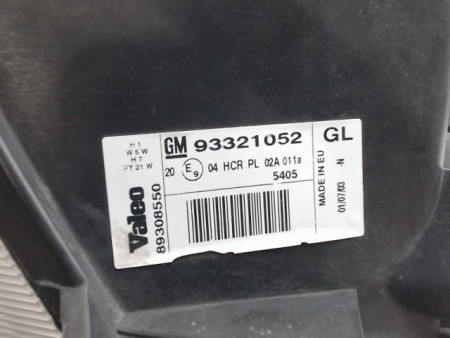 H 1
W 5 W
H 7
PY 21 W
GM 93321052
GL
20 E9 04 HCR PL 02A 011a
5405
Valeo
89308550
MADE IN EU
01/07/03 -N